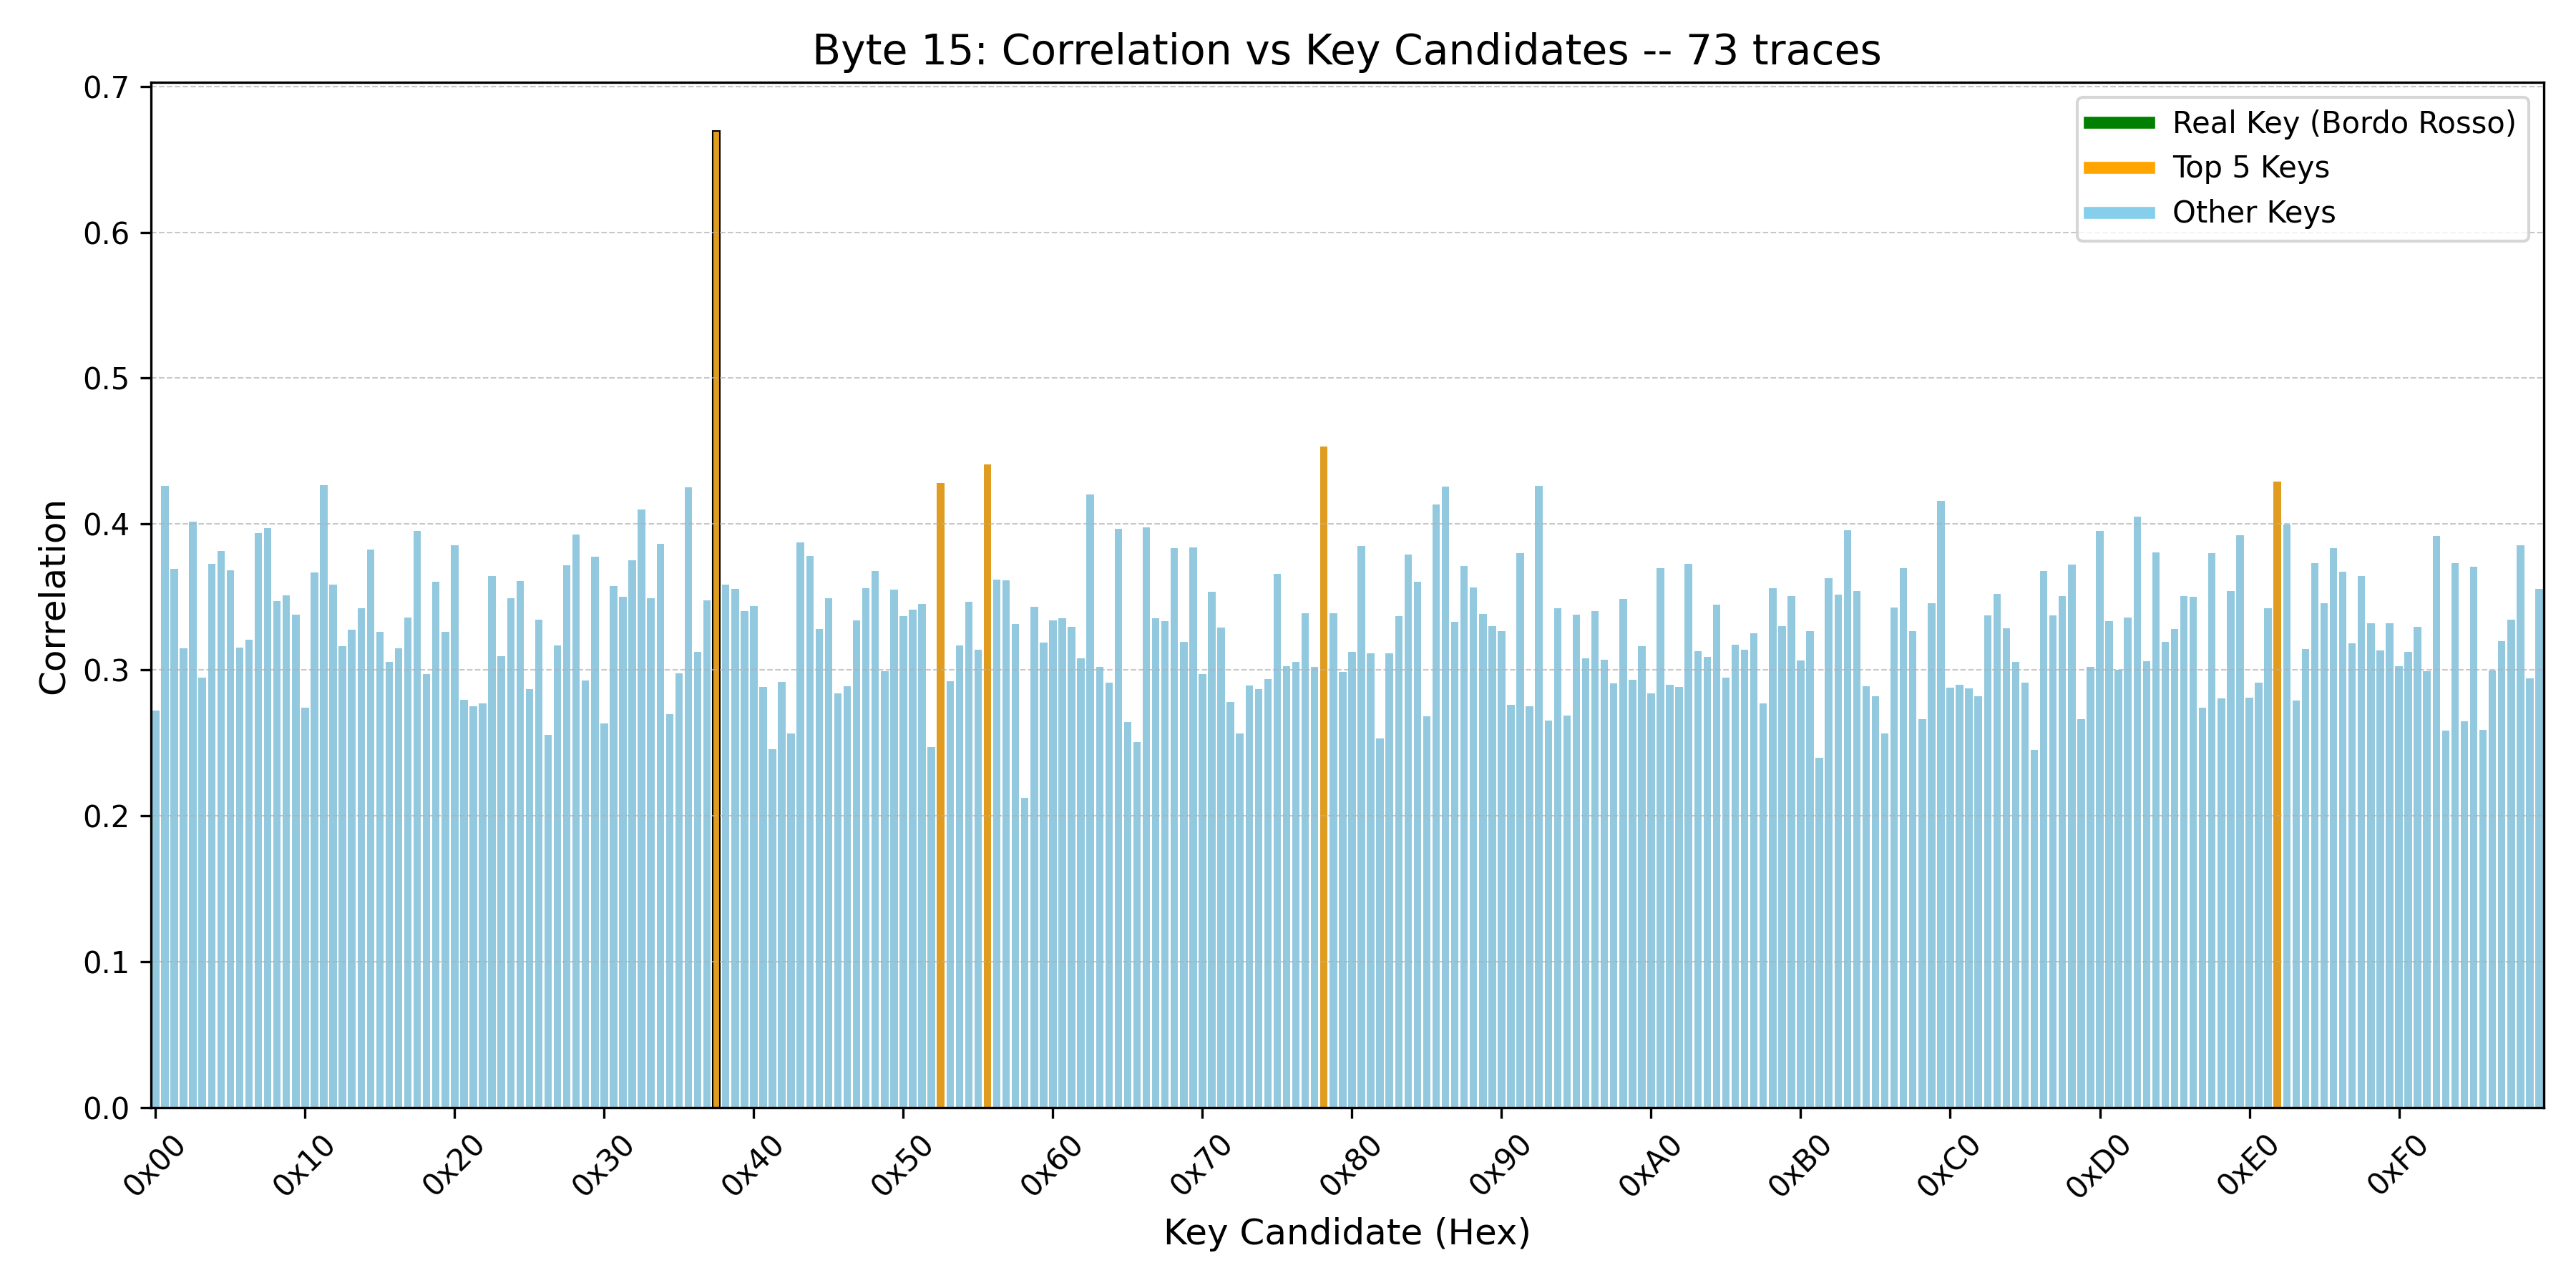 Byte 15: Correlation vs Key Candidates -- 73 traces
Real Key (Bordo Rosso)
Top 5 Keys
Other Keys
Correlation
0.7
0.6
0.5
0.4
0.3
0.2
0.1
0.0
0x00 0x10 0x20 0x30 0x40 0x50 0x60 0x70 0x80 0x90 0xA0 0xB0 0xC0 0xD0 0xE0 0xF0
Key Candidate (Hex)